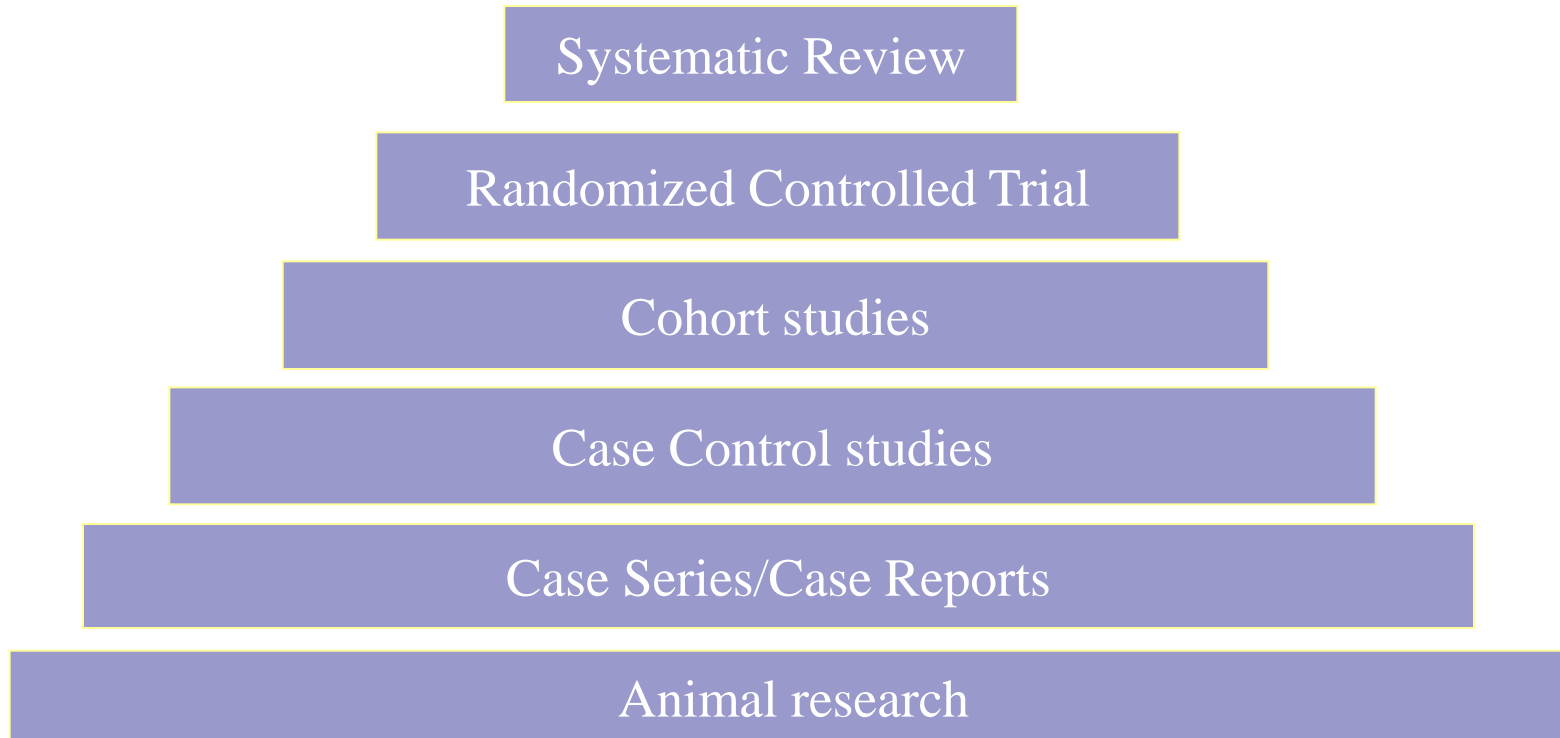 Systematic Review
Randomized Controlled Trial
Cohort studies
Case Control studies
Case Series/Case Reports
Animal research